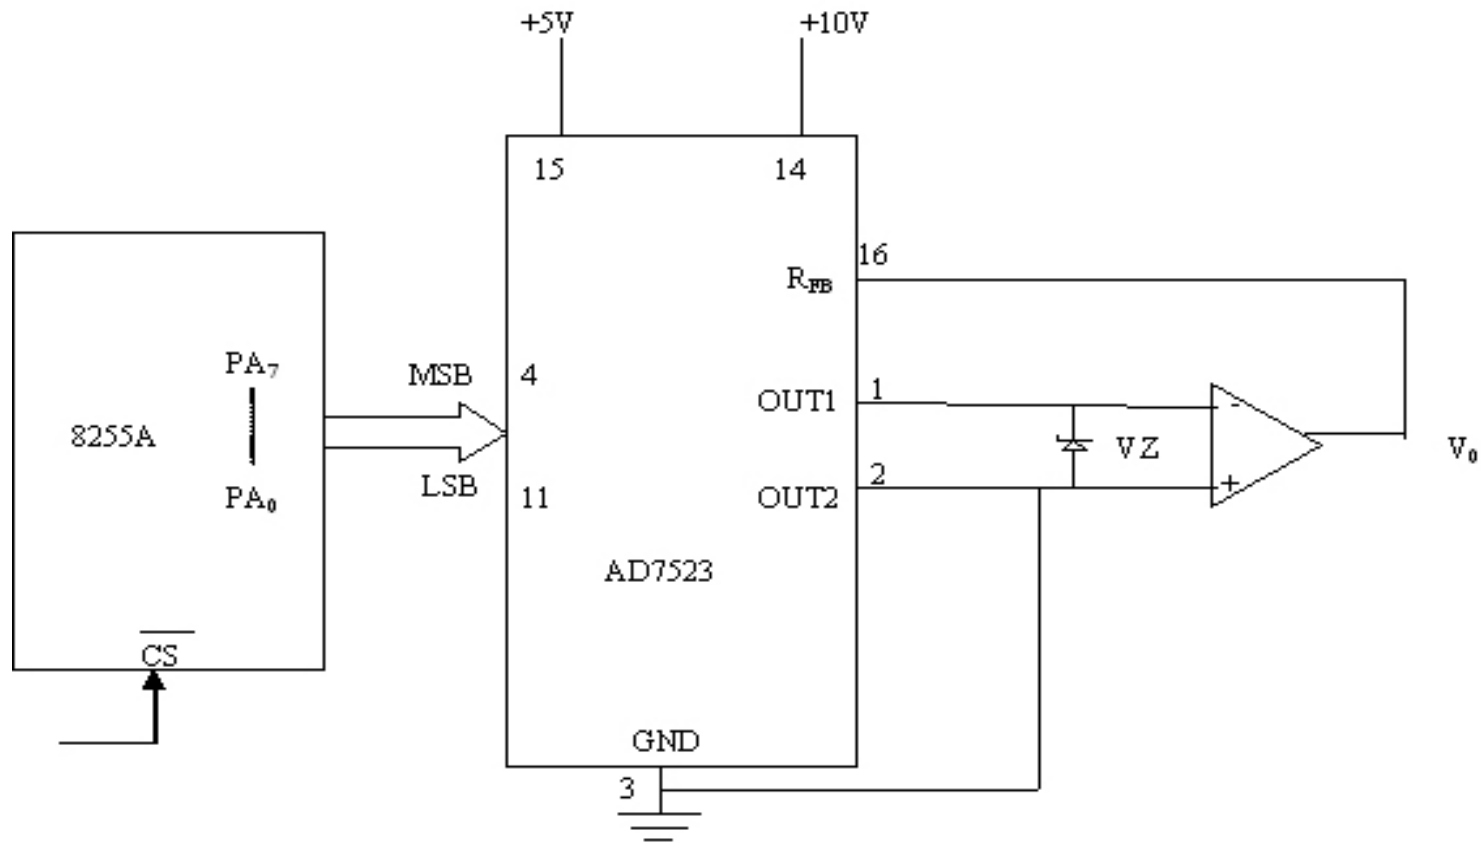 +5V +10V
15 14
16
R_FB
PA₇ MSB 4
OUT1 1 -
8255A VZ V₀
PA₀ LSB 11 OUT2 2 +
AD7523
CS
GND
3